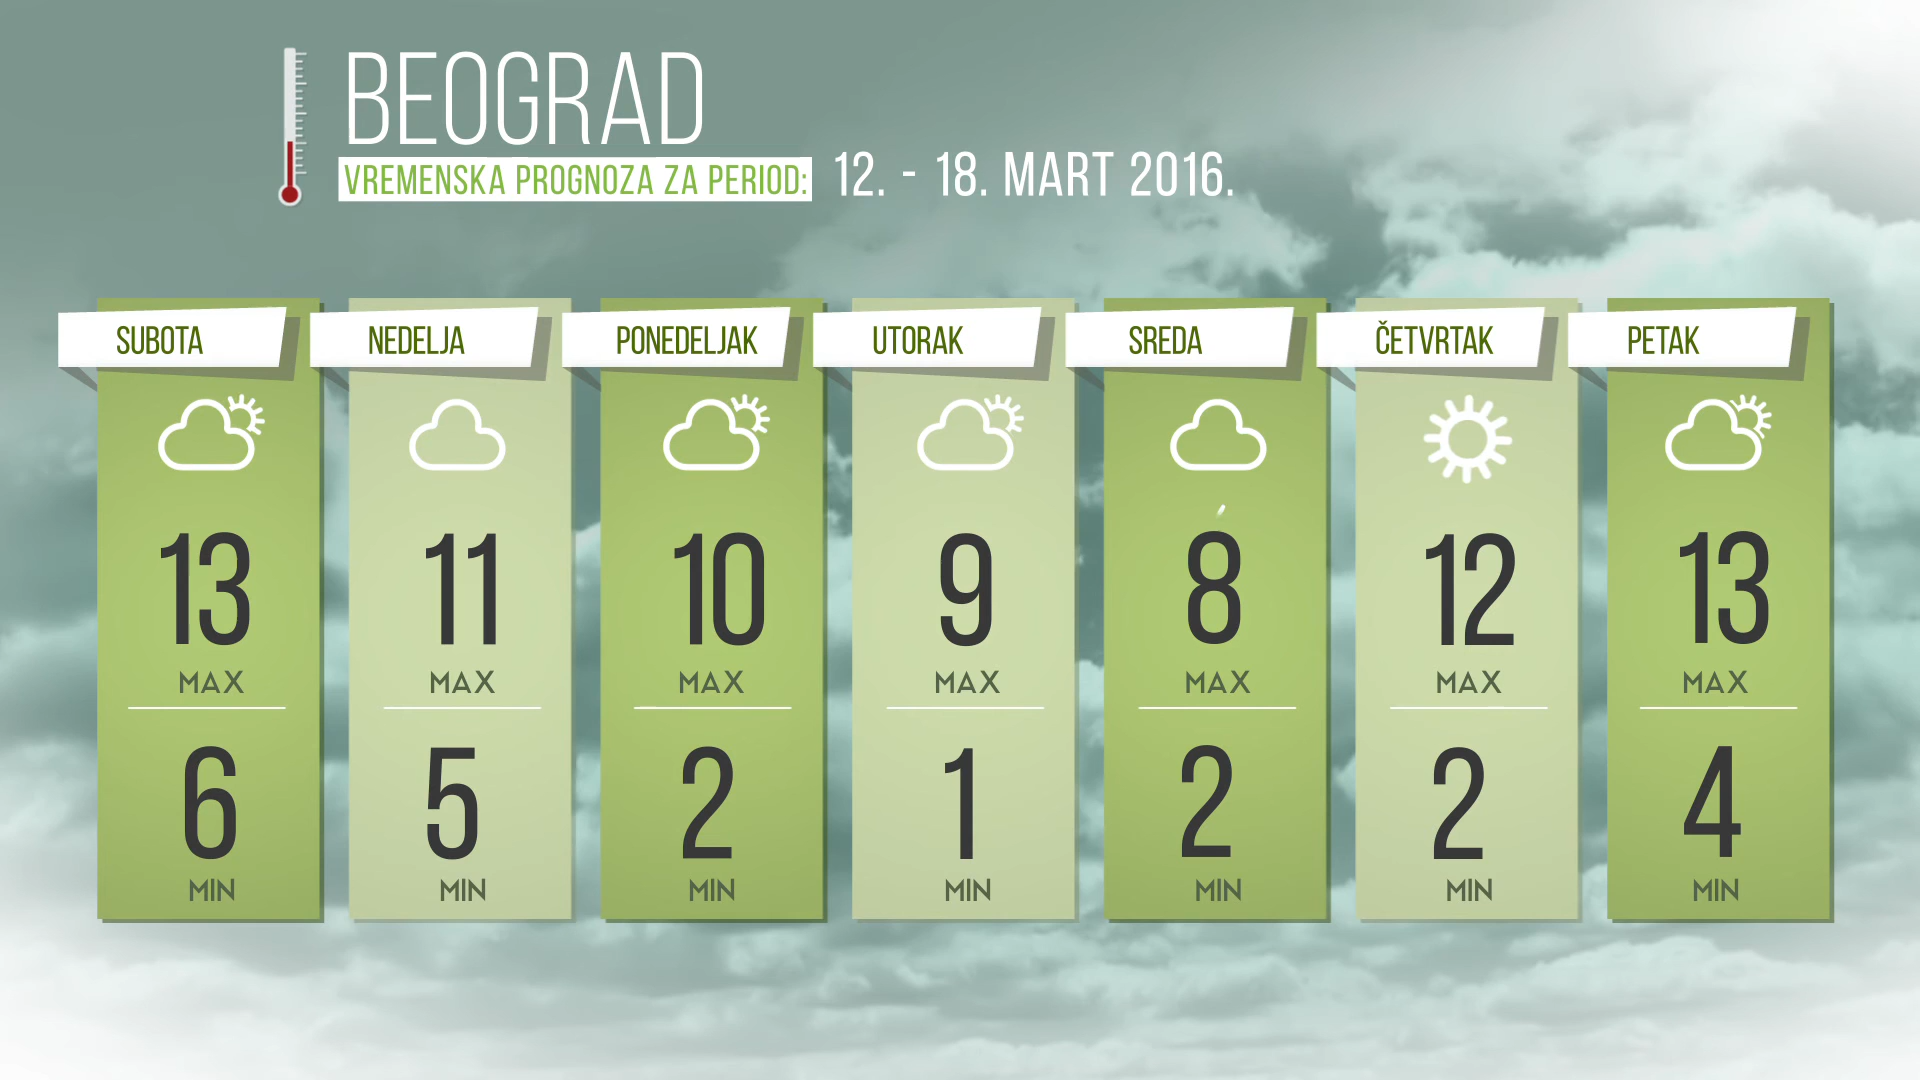 BEOGRAD
VREMENSKA PROGNOZA ZA PERIOD: 12. - 18. MART 2016.
SUBOTA NEDELJA PONEDELJAK UTORAK SREDA ČETVRTAK PETAK
13 11 10 9 8 12 13
MAX MAX MAX MAX MAX MAX MAX
6 5 2 1 2 2 4
MIN MIN MIN MIN MIN MIN MIN